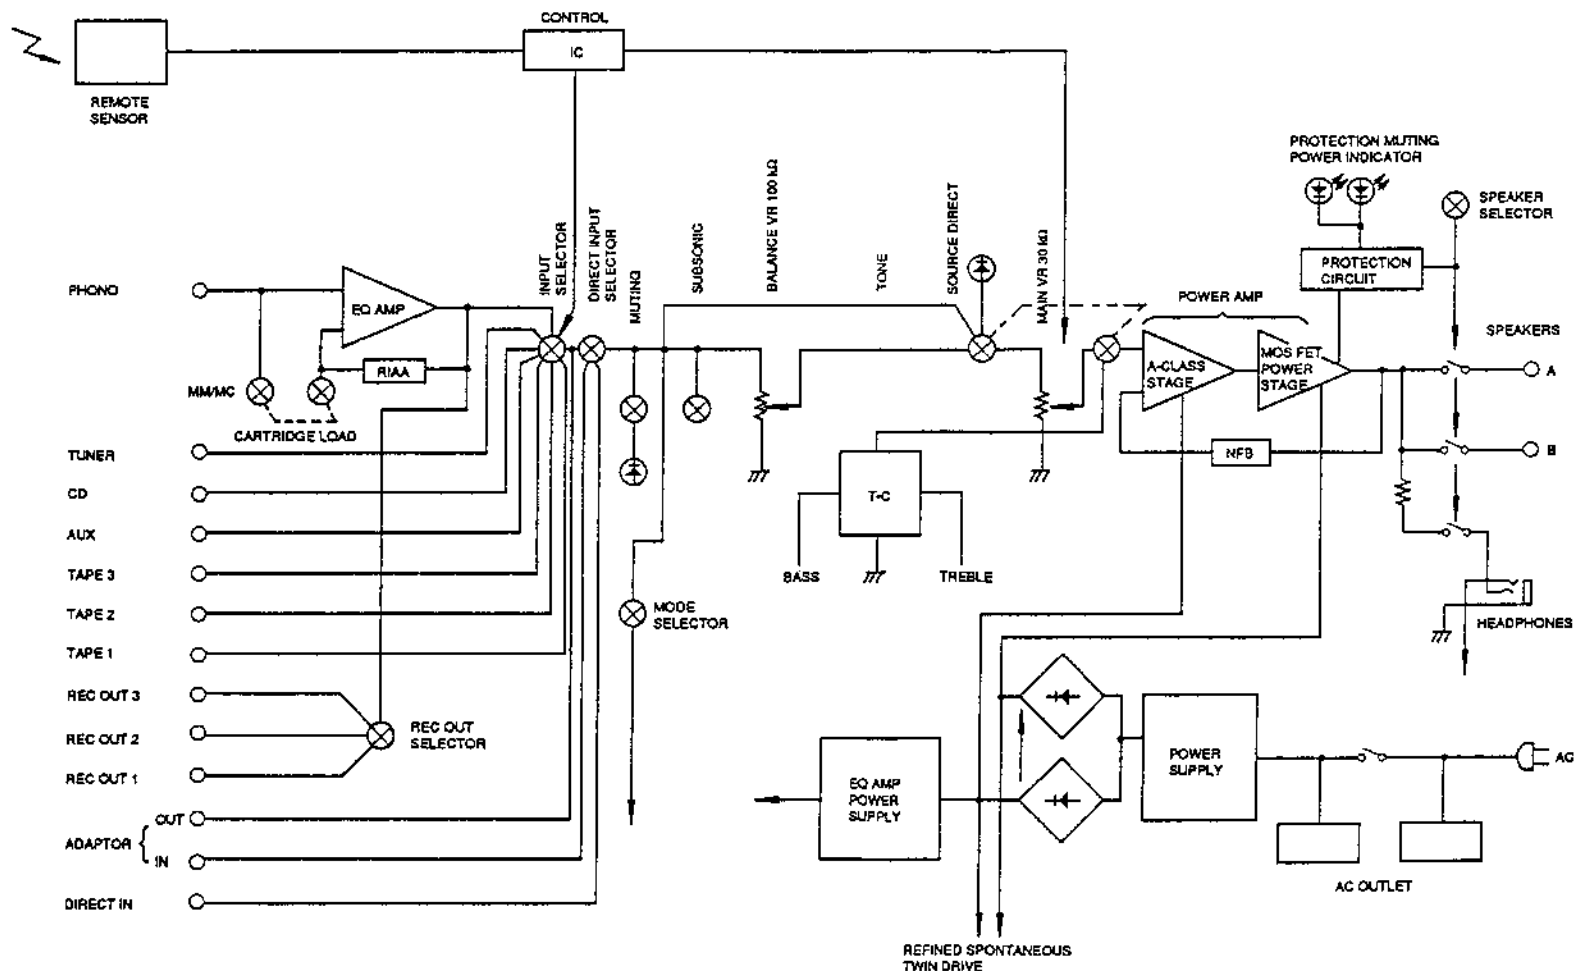 CONTROL
IC
REMOTE
SENSOR
PROTECTION MUTING
POWER INDICATOR
SPEAKER
SELECTOR
INPUT
SELECTOR
DIRECT INPUT
SELECTOR
MUTING
SUBSONIC
BALANCE VR 100 kΩ
TONE
SOURCE DIRECT
MAIN VR 30 kΩ
PROTECTION
CIRCUIT
PHONO
EQ AMP
POWER AMP
SPEAKERS
RIAA
A-CLASS
STAGE
MOS FET
POWER
STAGE
A
MM/MC
CARTRIDGE LOAD
TUNER
NFB
B
CD
T-C
AUX
TAPE 3
BASS
TREBLE
TAPE 2
MODE
SELECTOR
HEADPHONES
TAPE 1
REC OUT 3
REC OUT 2
REC OUT
SELECTOR
REC OUT 1
POWER
SUPPLY
AC
EQ AMP
POWER
SUPPLY
OUT
ADAPTOR
IN
AC OUTLET
DIRECT IN
REFINED SPONTANEOUS
TWIN DRIVE